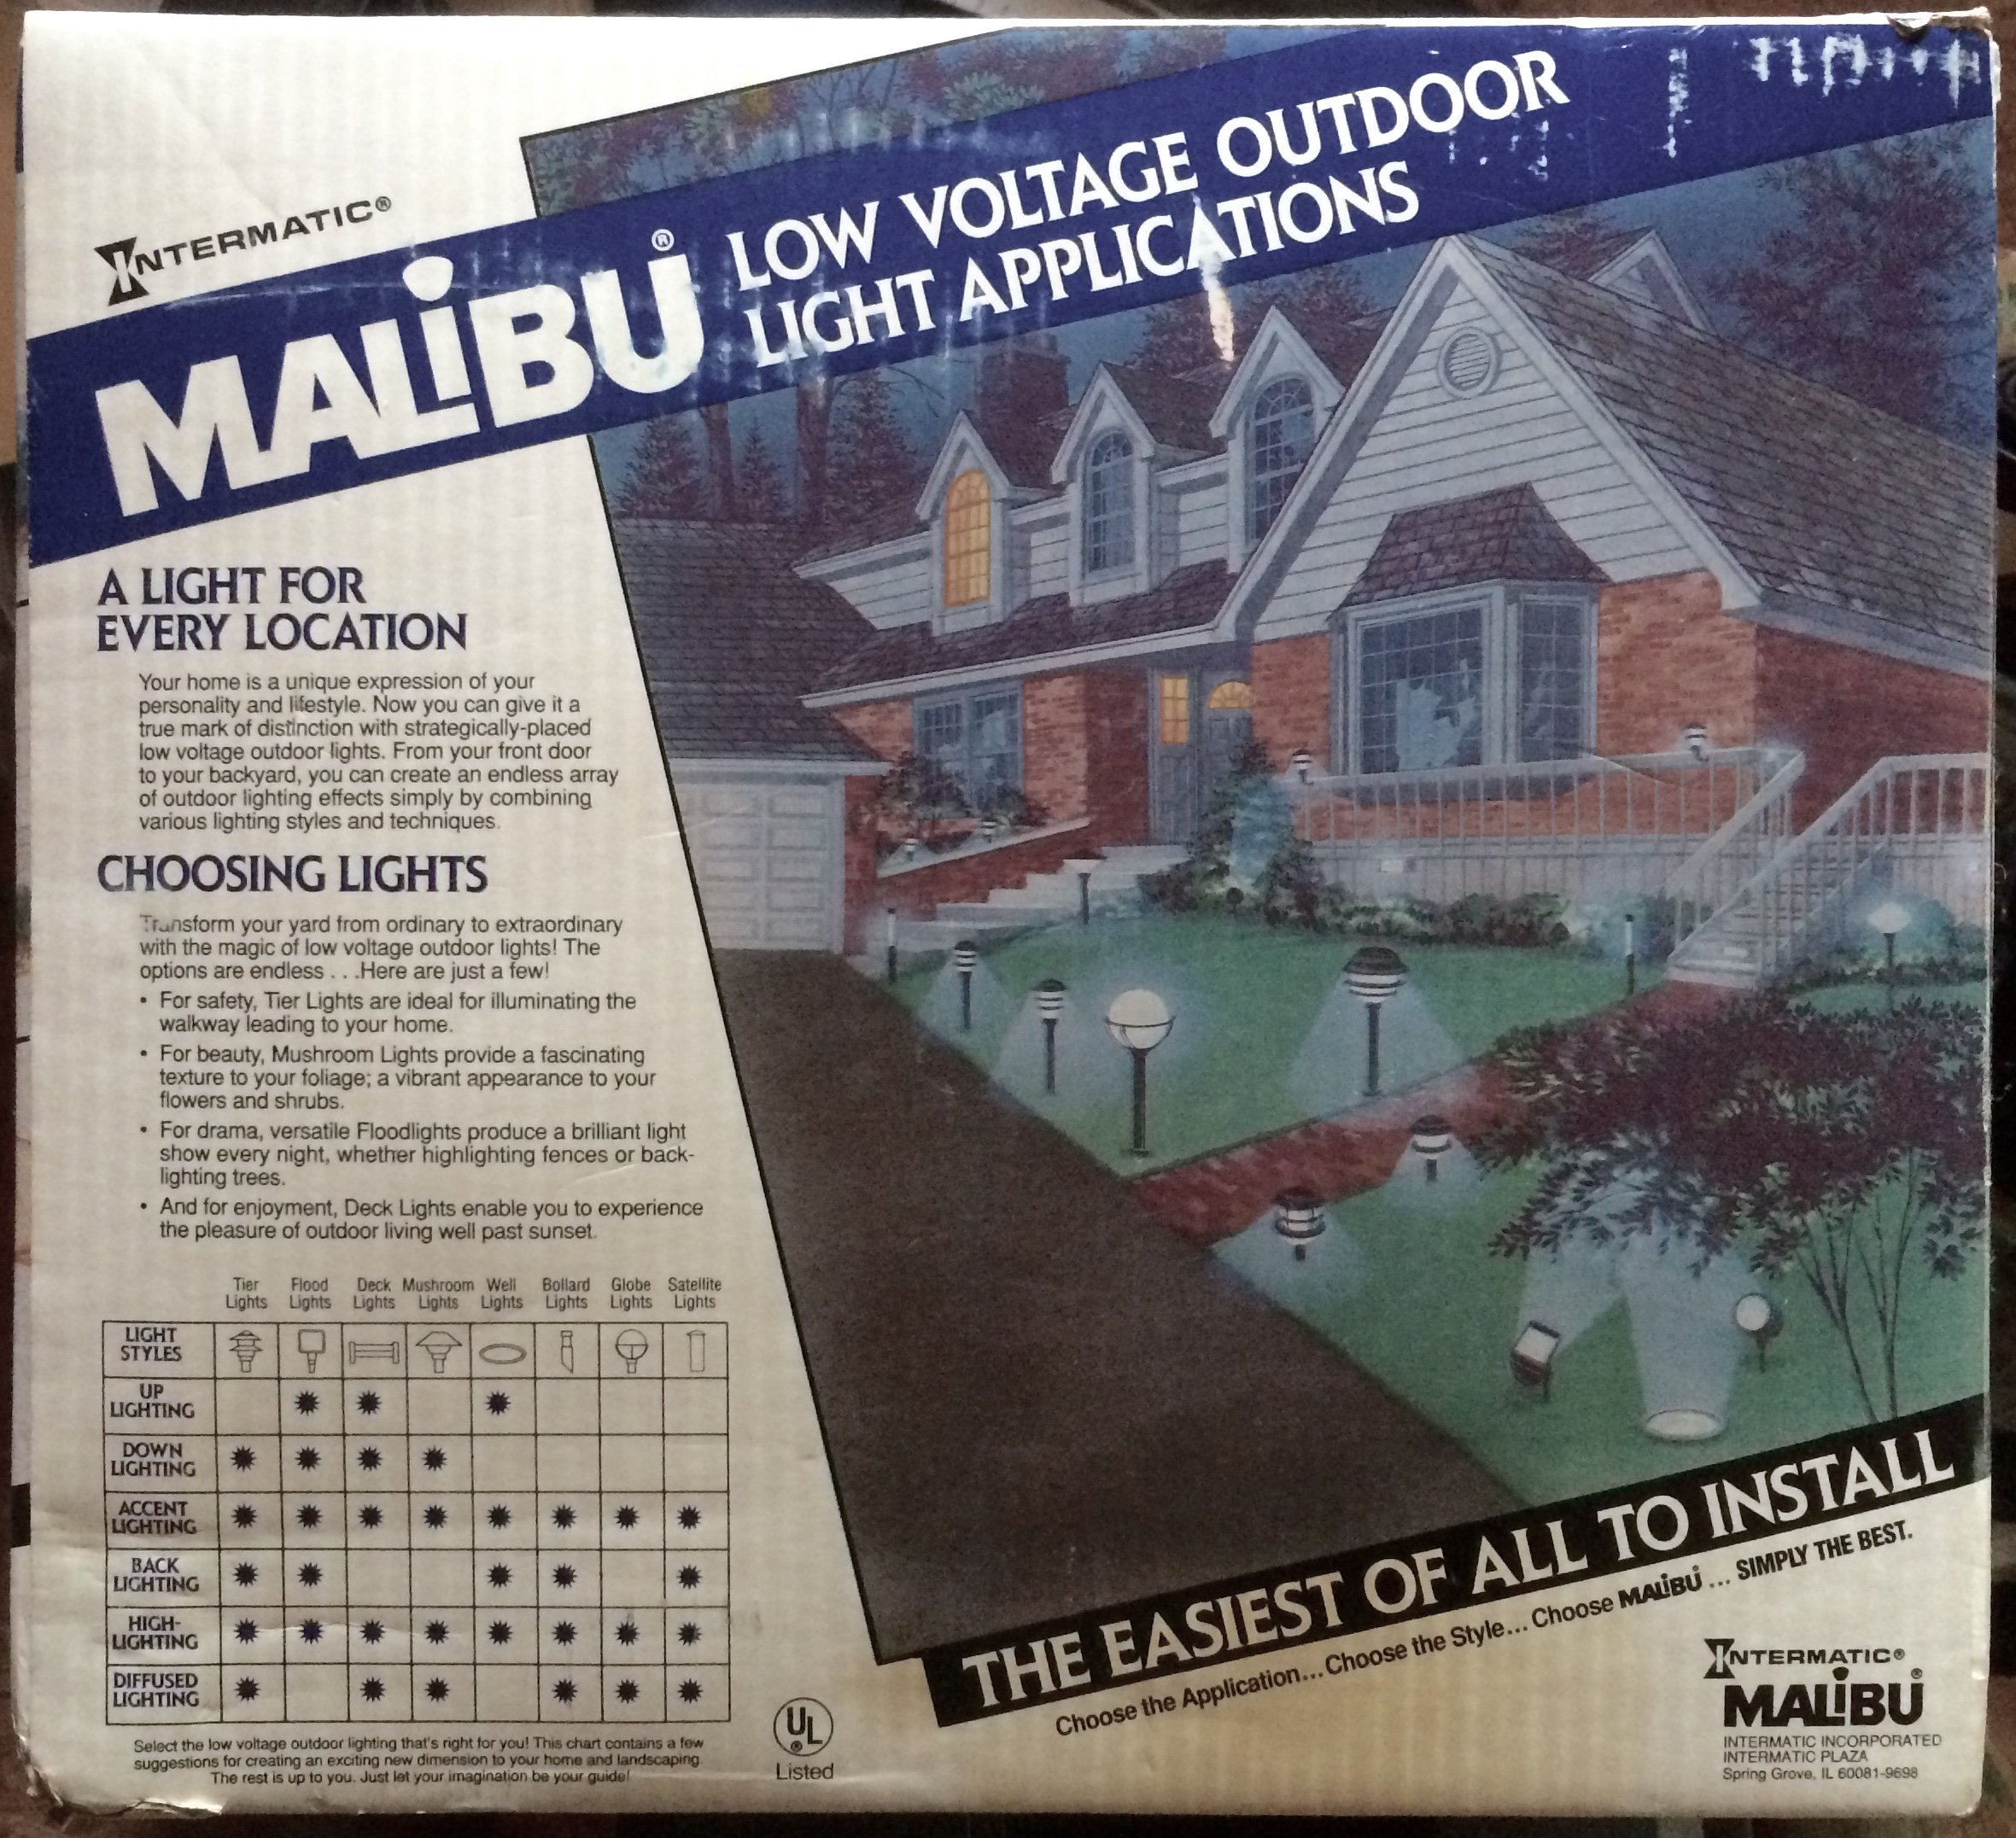 INTERMATIC®
MALiBU®
LOW VOLTAGE OUTDOOR
LIGHT APPLICATIONS
A LIGHT FOR
EVERY LOCATION
Your home is a unique expression of your
personality and lifestyle. Now you can give it a
true mark of distinction with strategically-placed
low voltage outdoor lights. From your front door
to your backyard, you can create an endless array
of outdoor lighting effects simply by combining
various lighting styles and techniques.
CHOOSING LIGHTS
Transform your yard from ordinary to extraordinary
with the magic of low voltage outdoor lights! The
options are endless . . .Here are just a few!
• For safety, Tier Lights are ideal for illuminating the
walkway leading to your home.
• For beauty, Mushroom Lights provide a fascinating
texture to your foliage; a vibrant appearance to your
flowers and shrubs.
• For drama, versatile Floodlights produce a brilliant light
show every night, whether highlighting fences or back-
lighting trees.
• And for enjoyment, Deck Lights enable you to experience
the pleasure of outdoor living well past sunset.
Tier Flood Deck Mushroom Well Bollard Globe Satellite
Lights Lights Lights Lights Lights Lights Lights Lights
LIGHT
STYLES
UP
LIGHTING
DOWN
LIGHTING
ACCENT
LIGHTING
BACK
LIGHTING
HIGH-
LIGHTING
DIFFUSED
LIGHTING
Select the low voltage outdoor lighting that's right for you! This chart contains a few
suggestions for creating an exciting new dimension to your home and landscaping.
The rest is up to you. Just let your imagination be your guide!
UL
®
Listed
THE EASIEST OF ALL TO INSTALL
Choose the Application...Choose the Style... Choose MALiBU ... SIMPLY THE BEST.
INTERMATIC®
MALiBU®
INTERMATIC INCORPORATED
INTERMATIC PLAZA
Spring Grove, IL 60081-9698